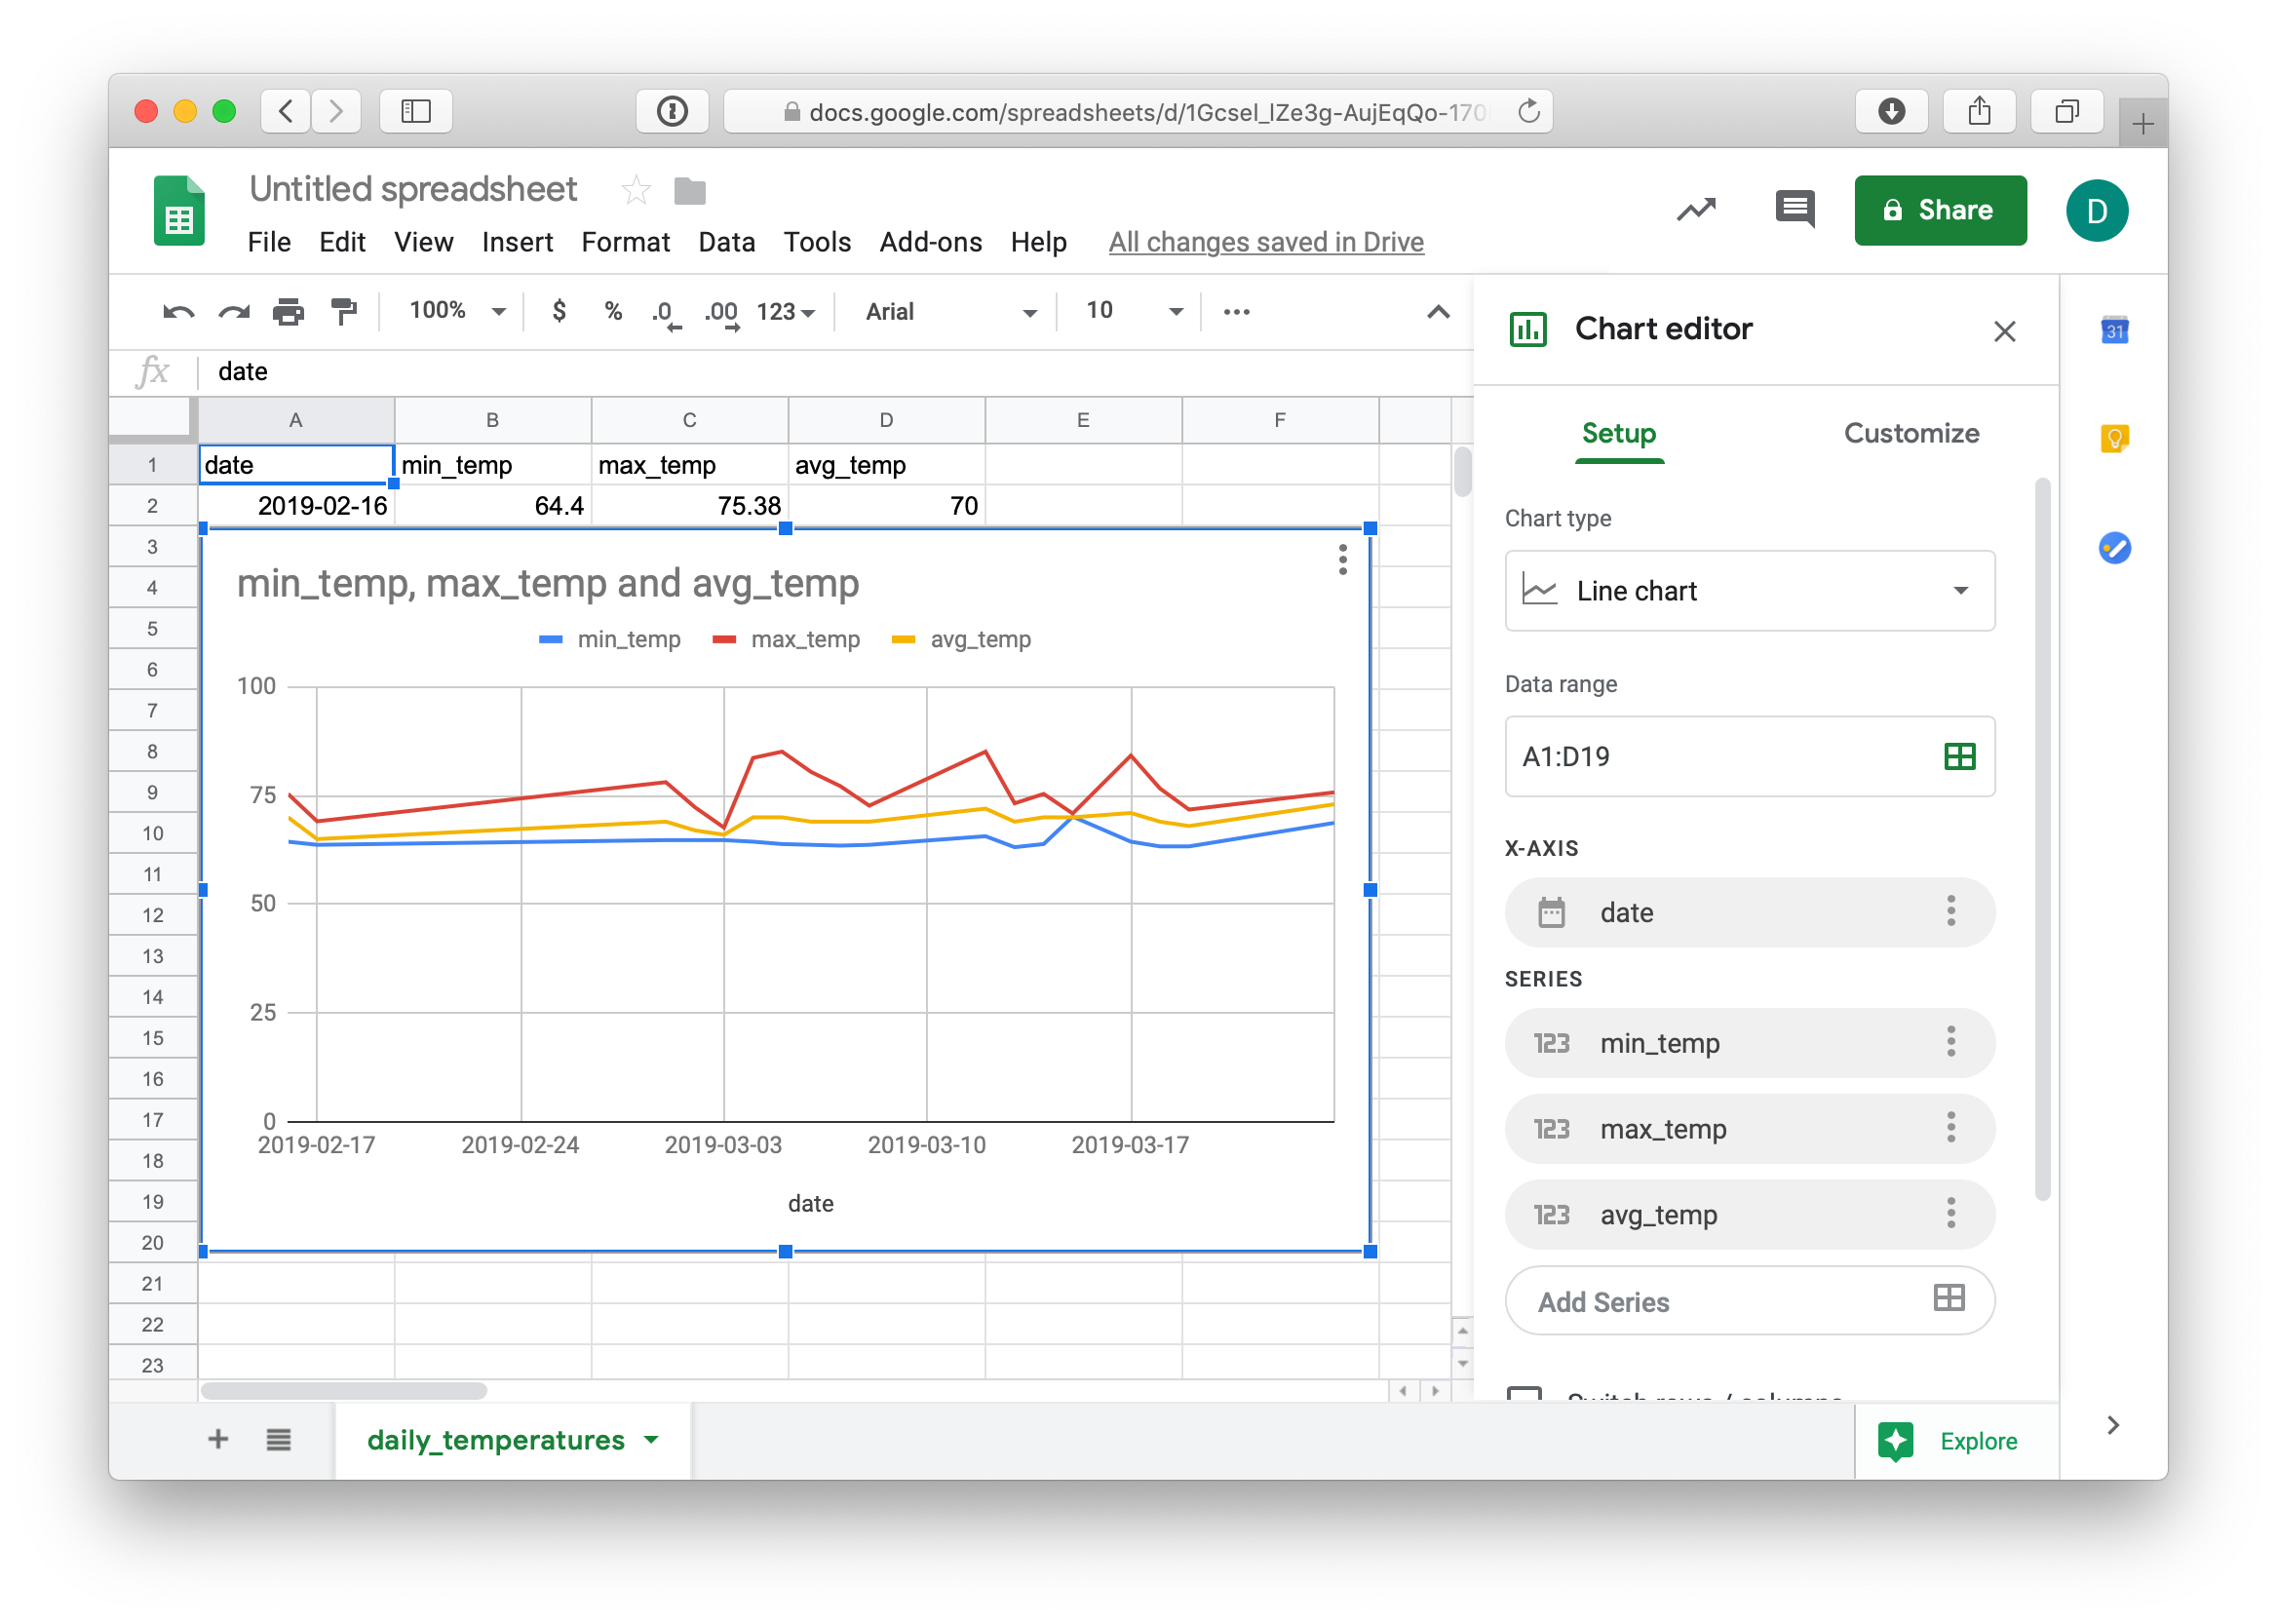 docs.google.com/spreadsheets/d/1Gcsel_lZe3g-AujEqQo-170
Untitled spreadsheet
File Edit View Insert Format Data Tools Add-ons Help All changes saved in Drive
Share
D
100% $ % .0 .00 123 Arial 10
fx date
A B C D E F
1 date min_temp max_temp avg_temp
2 2019-02-16 64.4 75.38 70
3
4
5
6
7
8
9
10
11
12
13
14
15
16
17
18
19
20
21
22
23
min_temp, max_temp and avg_temp
min_temp max_temp avg_temp
100
75
50
25
0
2019-02-17 2019-02-24 2019-03-03 2019-03-10 2019-03-17
date
Chart editor
Setup Customize
Chart type
Line chart
Data range
A1:D19
X-AXIS
date
SERIES
123 min_temp
123 max_temp
123 avg_temp
Add Series
Switch rows / columns
31
daily_temperatures
Explore